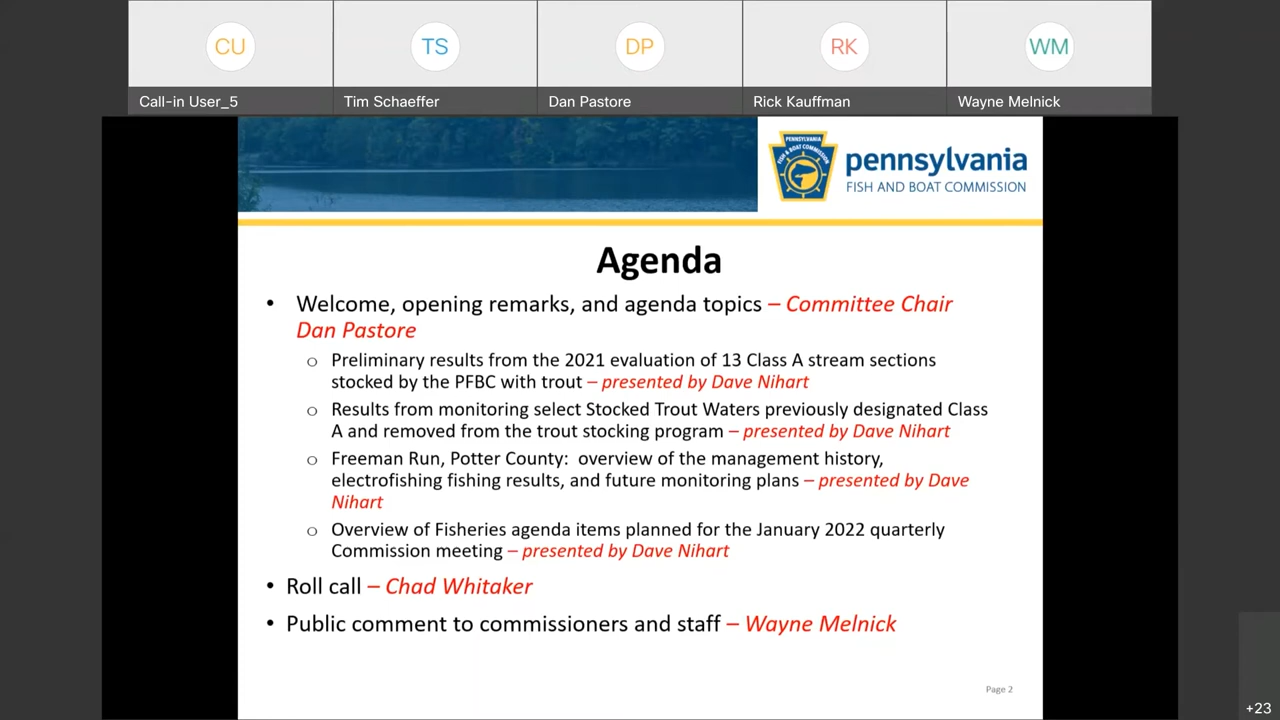 CU
TS
DP
RK
WM
Call-in User_5
Tim Schaeffer
Dan Pastore
Rick Kauffman
Wayne Melnick
PENNSYLVANIA
FISH & BOAT COMMISSION
pennsylvania
FISH AND BOAT COMMISSION
Agenda
• Welcome, opening remarks, and agenda topics – Committee Chair
Dan Pastore
o Preliminary results from the 2021 evaluation of 13 Class A stream sections
stocked by the PFBC with trout – presented by Dave Nihart
o Results from monitoring select Stocked Trout Waters previously designated Class
A and removed from the trout stocking program – presented by Dave Nihart
o Freeman Run, Potter County: overview of the management history,
electrofishing fishing results, and future monitoring plans – presented by Dave
Nihart
o Overview of Fisheries agenda items planned for the January 2022 quarterly
Commission meeting – presented by Dave Nihart
• Roll call – Chad Whitaker
• Public comment to commissioners and staff – Wayne Melnick
Page 2
+23